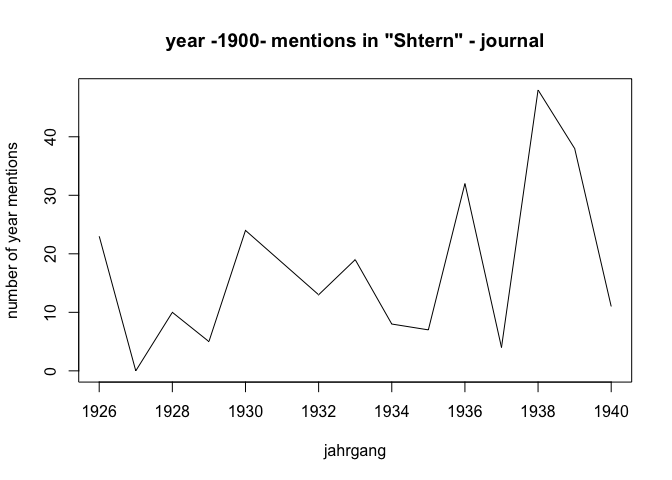 year -1900- mentions in "Shtern" - journal
number of year mentions
40
30
20
10
0
1926 1928 1930 1932 1934 1936 1938 1940
jahrgang